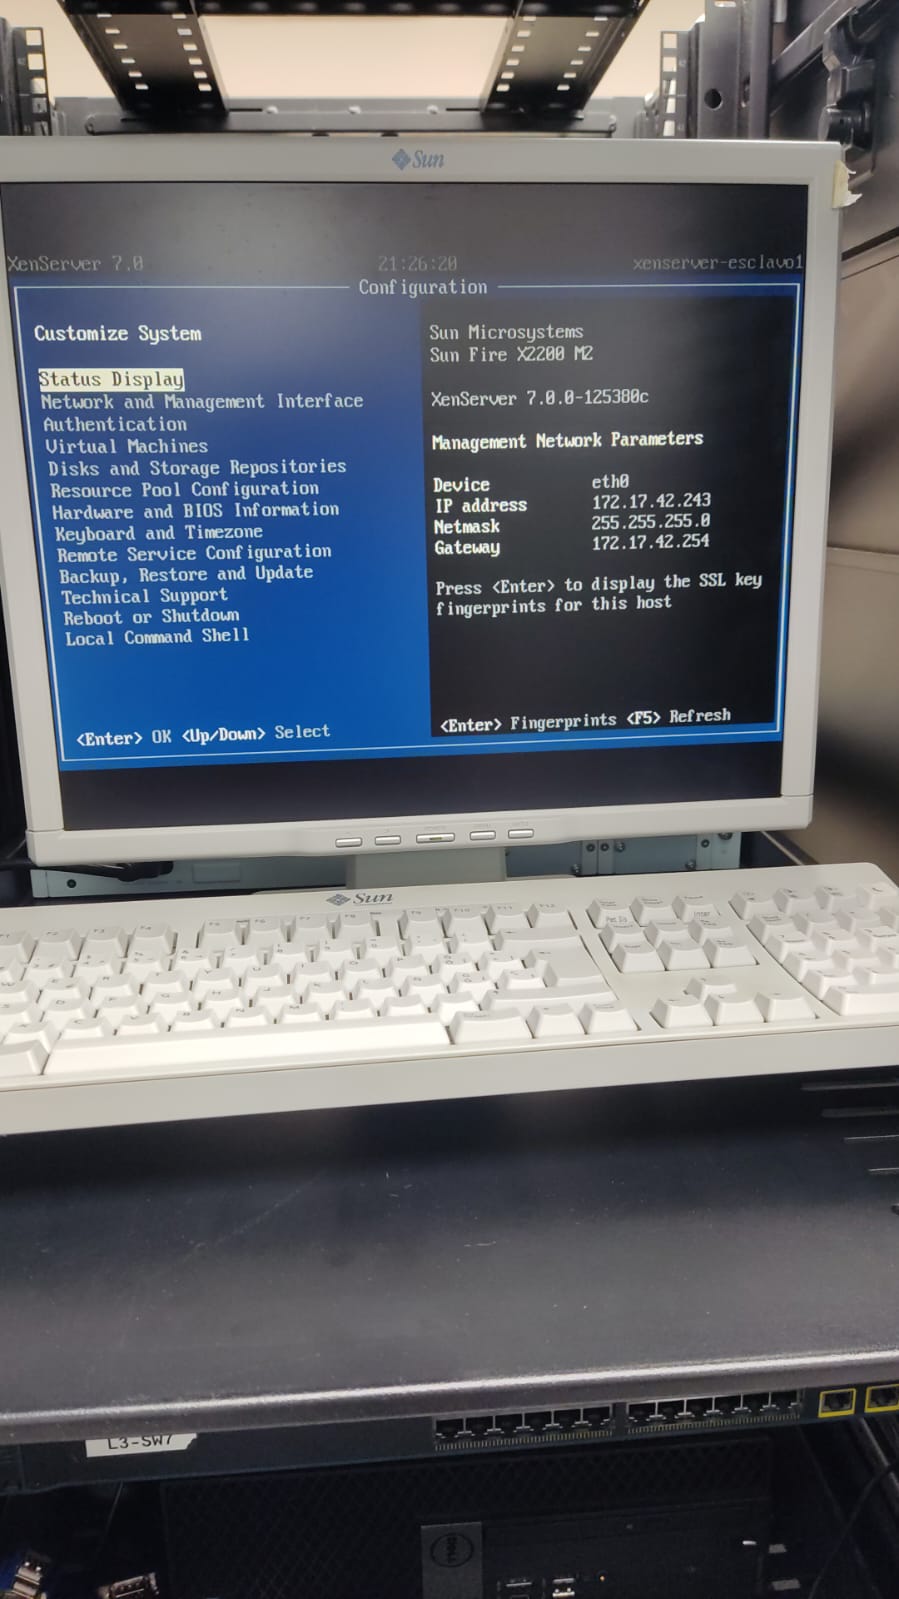 Sun
XenServer 7.0 21:26:20 xenserver-esclavo1
Configuration
Customize System
Status Display
Network and Management Interface
Authentication
Virtual Machines
Disks and Storage Repositories
Resource Pool Configuration
Hardware and BIOS Information
Keyboard and Timezone
Remote Service Configuration
Backup, Restore and Update
Technical Support
Reboot or Shutdown
Local Command Shell
<Enter> OK <Up/Down> Select
Sun Microsystems
Sun Fire X2200 M2
XenServer 7.0.0-125380c
Management Network Parameters
Device eth0
IP address 172.17.42.243
Netmask 255.255.255.0
Gateway 172.17.42.254
Press <Enter> to display the SSL key
fingerprints for this host
<Enter> Fingerprints <F5> Refresh
Sun
L3-SW7